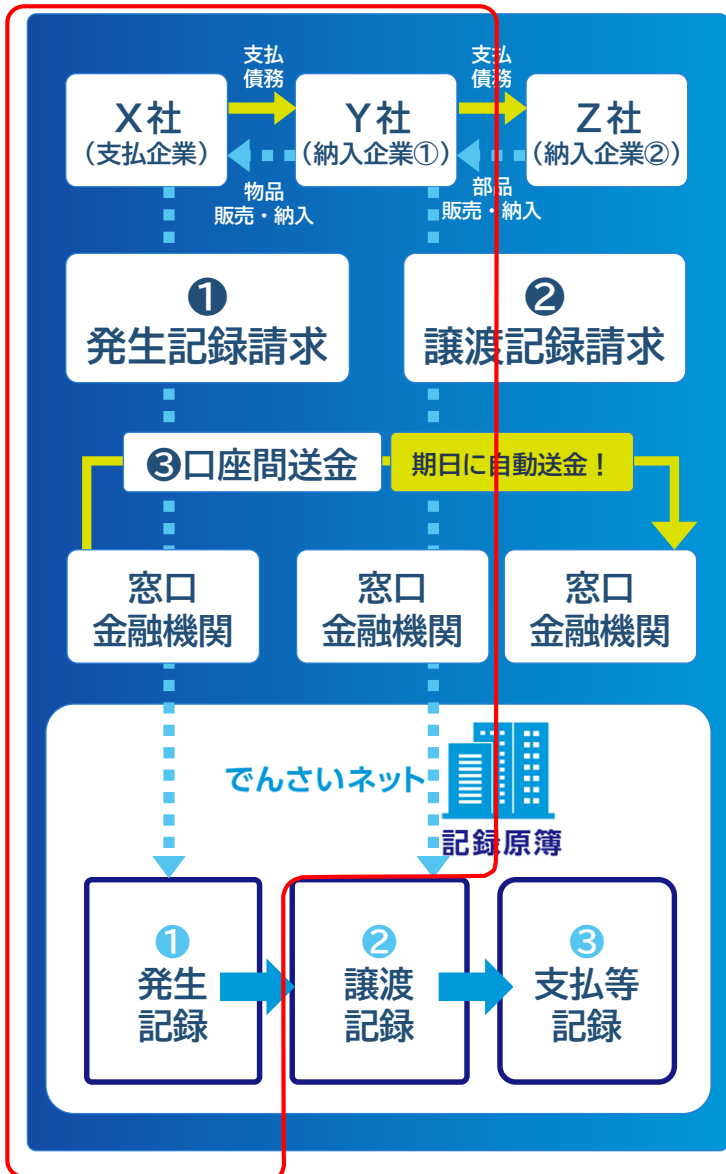 支払
債務
支払
債務
X社
（支払企業）
Y社
（納入企業①）
Z社
（納入企業②）
物品
販売・納入
部品
販売・納入
❶
発生記録請求
❷
譲渡記録請求
❸口座間送金
期日に自動送金！
窓口
金融機関
窓口
金融機関
窓口
金融機関
でんさいネット
記録原簿
❶
発生
記録
❷
譲渡
記録
❸
支払等
記録